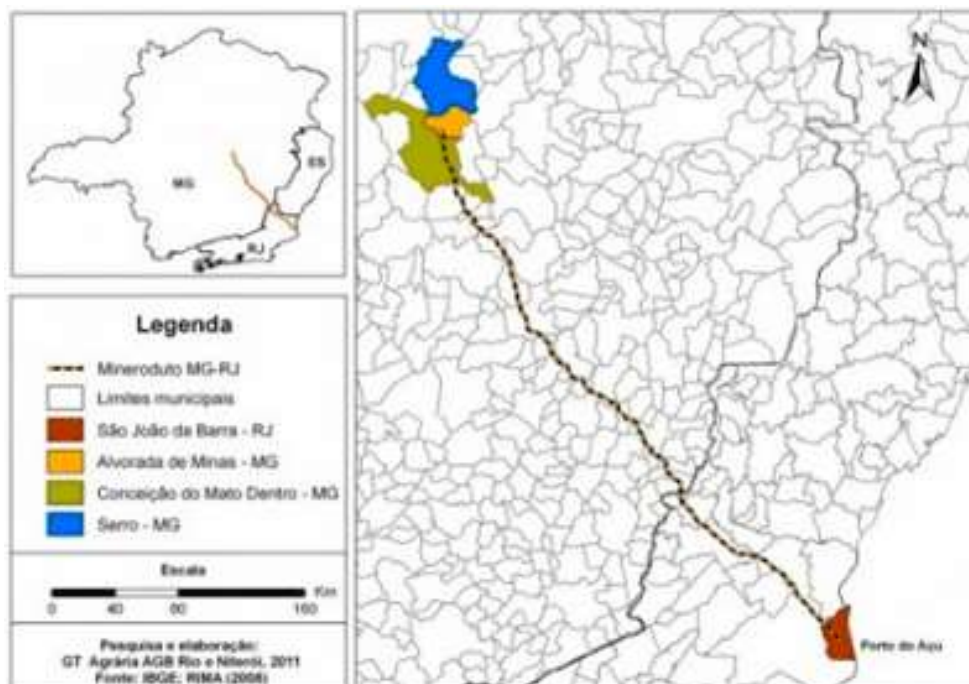 MG
ES
RJ
N
Legenda
Mineroduto MG-RJ
Limites municipais
São João da Barra - RJ
Alvorada de Minas - MG
Conceição do Mato Dentro - MG
Serro - MG
Escala
0 40 80 160 Km
Pesquisa e elaboração:
GT Agrária AGB Rio e Niterói, 2011
Fonte: IBGE; RIMA (2006)
Porto do Açu